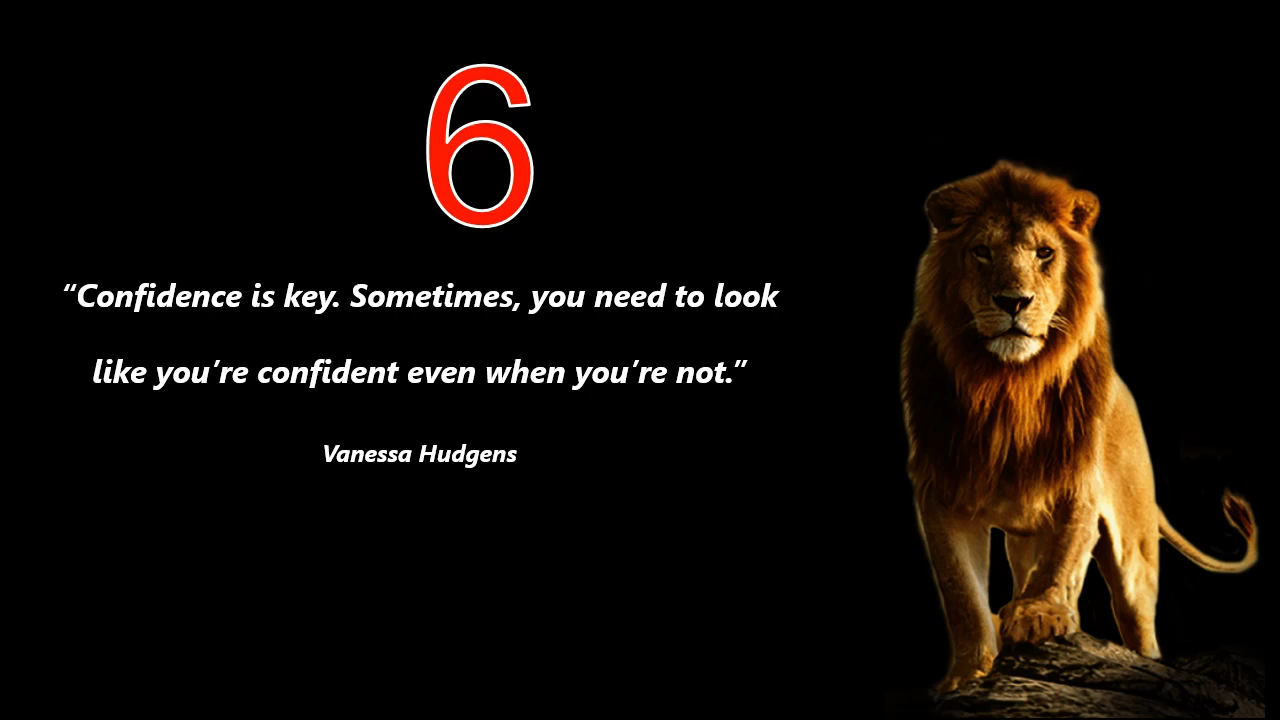 6
“Confidence is key. Sometimes, you need to look
like you’re confident even when you’re not.”
Vanessa Hudgens